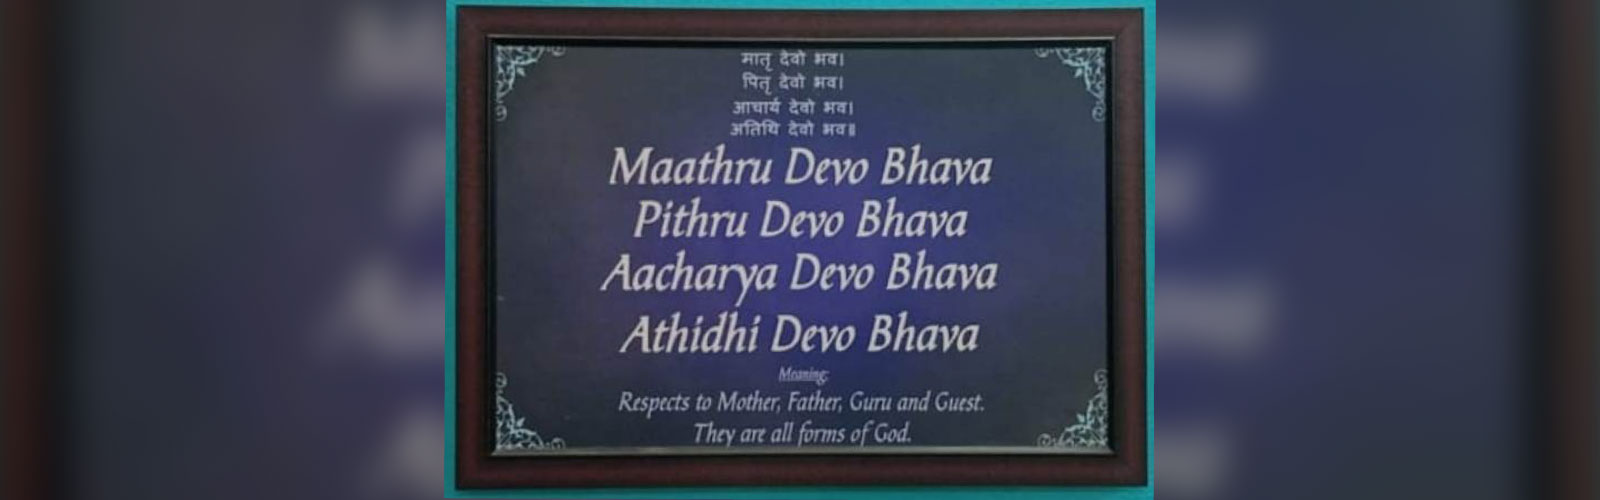 मातृ देवो भव।
पितृ देवो भव।
आचार्य देवो भव।
अतिथि देवो भव॥
Maathru Devo Bhava
Pithru Devo Bhava
Aacharya Devo Bhava
Athidhi Devo Bhava
Meaning:
Respects to Mother, Father, Guru and Guest.
They are all forms of God.